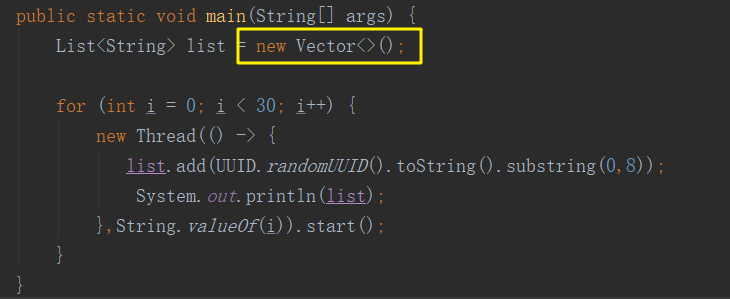 public static void main(String[] args) {
    List<String> list = new Vector<>();
    for (int i = 0; i < 30; i++) {
        new Thread(() -> {
           list.add(UUID.randomUUID().toString().substring(0,8));
            System.out.println(list);
        },String.valueOf(i)).start();
    }
}